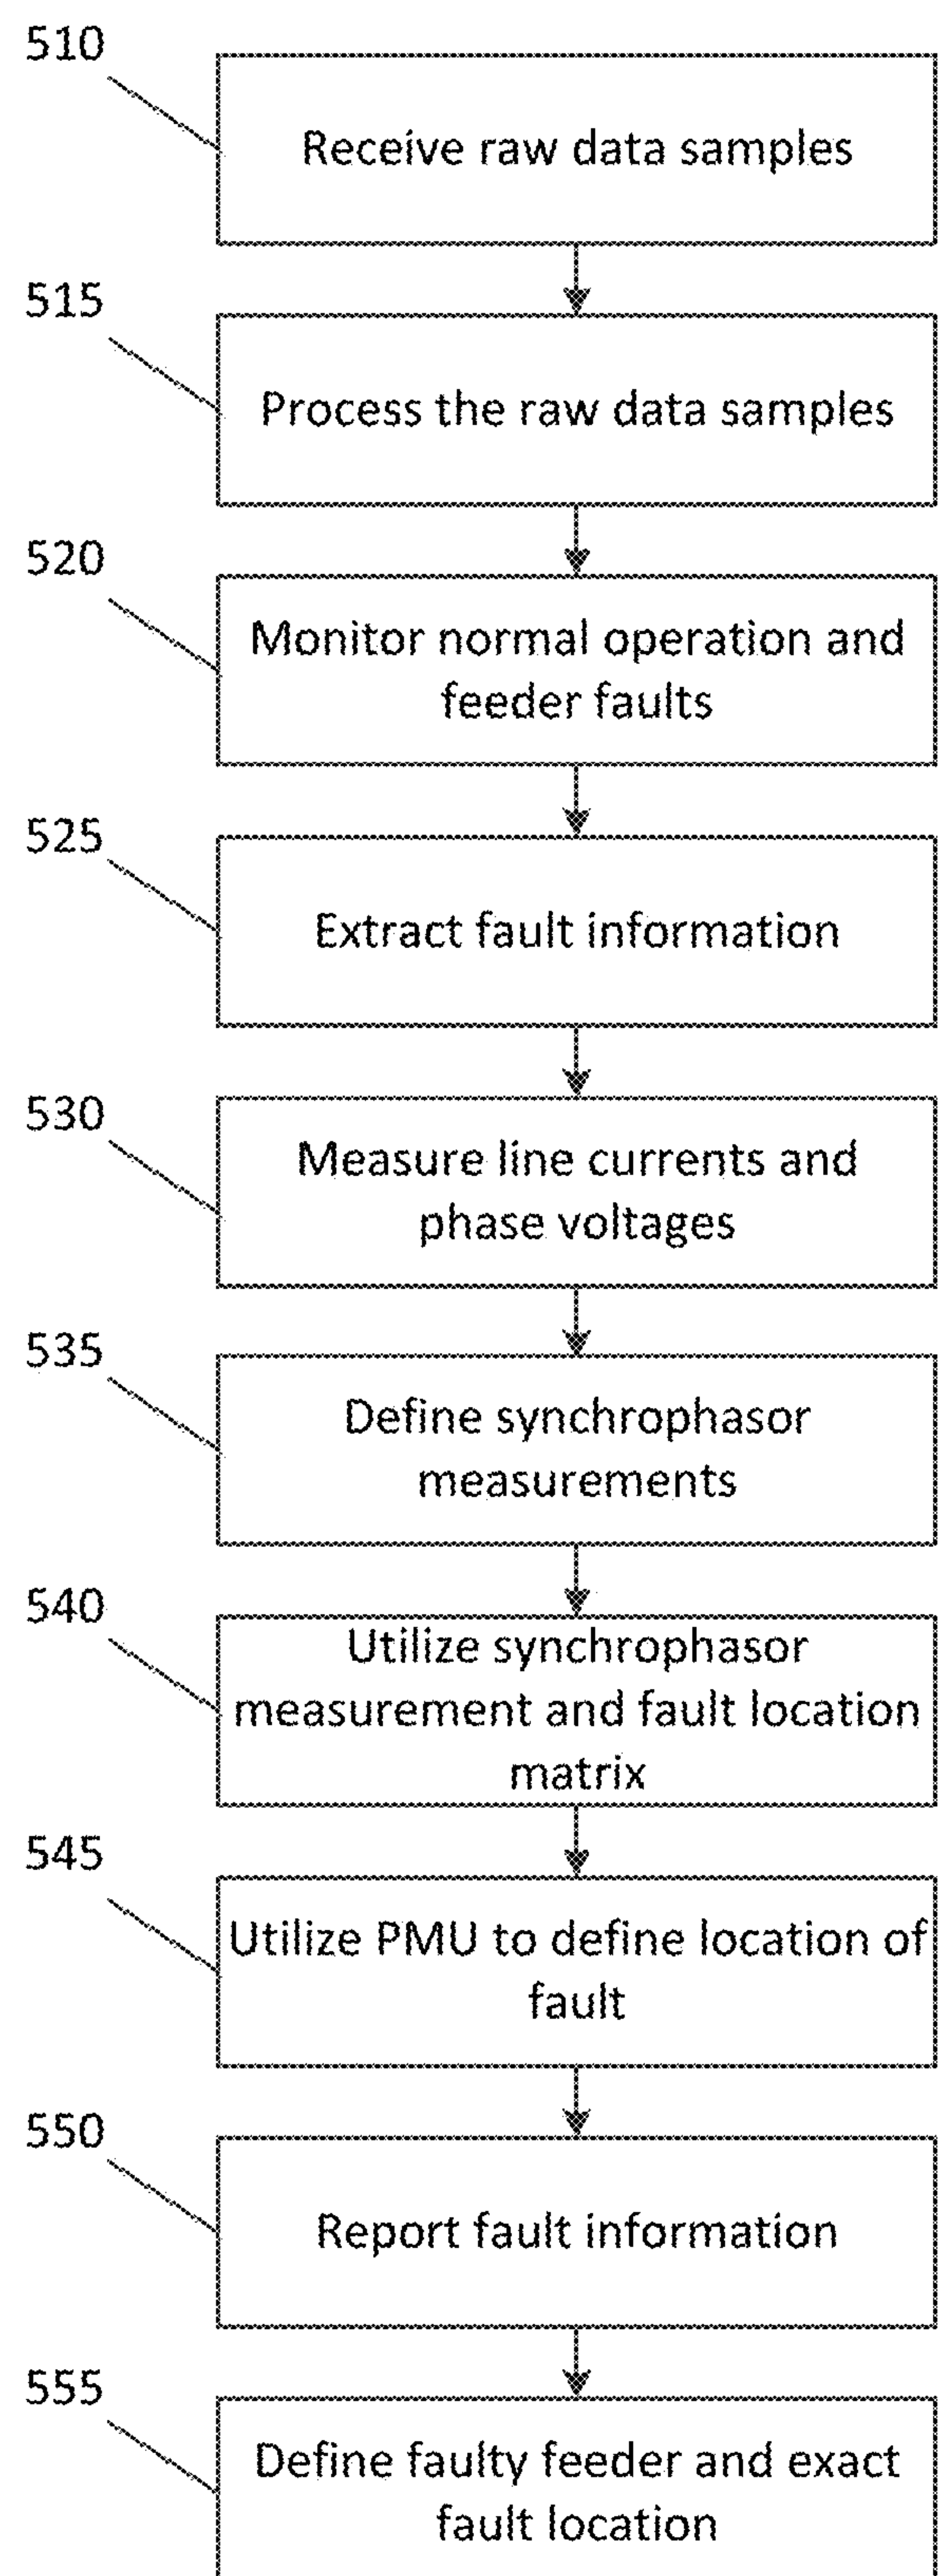 510
Receive raw data samples
515
Process the raw data samples
520
Monitor normal operation and
feeder faults
525
Extract fault information
530
Measure line currents and
phase voltages
535
Define synchrophasor
measurements
540
Utilize synchrophasor
measurement and fault location
matrix
545
Utilize PMU to define location of
fault
550
Report fault information
555
Define faulty feeder and exact
fault location